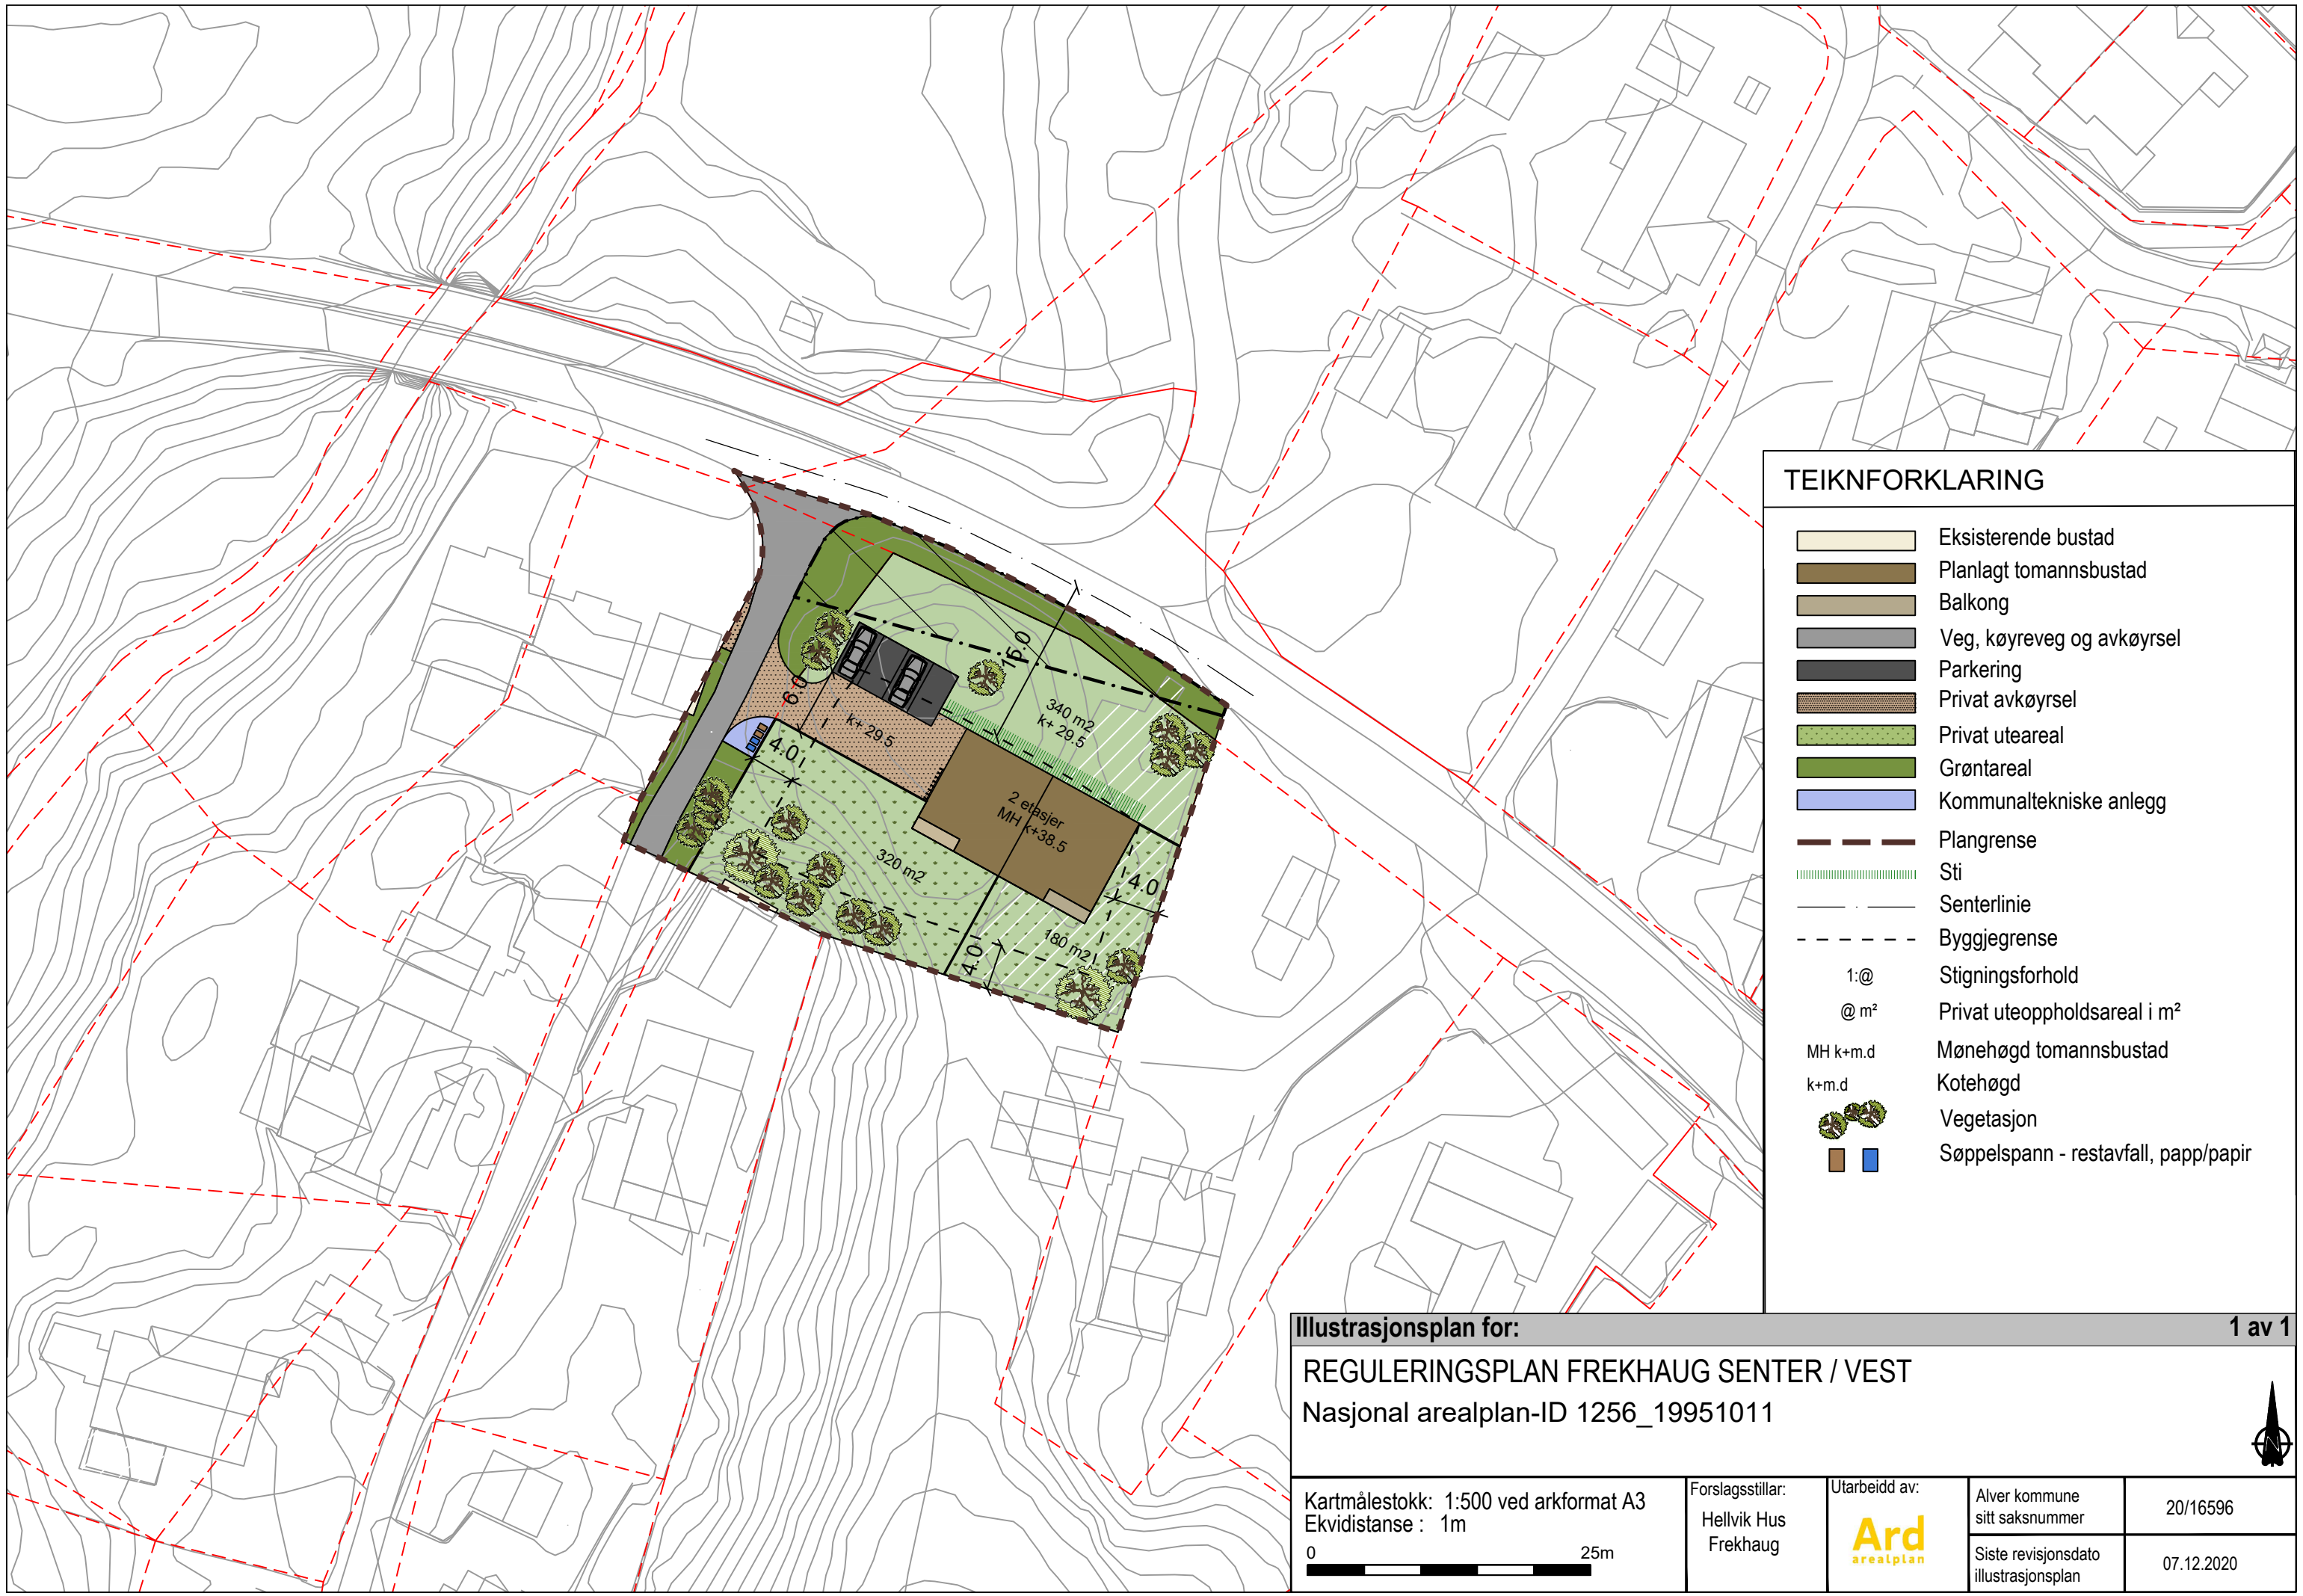 15.0
6.0
340 m2
k+ 29.5
k+ 29.5
4.0
2 etasjer
MH k+38.5
320 m2
4.0
180 m2
4.0
TEIKNFORKLARING
Eksisterende bustad
Planlagt tomannsbustad
Balkong
Veg, køyreveg og avkøyrsel
Parkering
Privat avkøyrsel
Privat uteareal
Grøntareal
Kommunaltekniske anlegg
Plangrense
Sti
Senterlinie
Byggjegrense
1:@ Stigningsforhold
@ m² Privat uteoppholdsareal i m²
MH k+m.d Mønehøgd tomannsbustad
k+m.d Kotehøgd
Vegetasjon
Søppelspann - restavfall, papp/papir
Illustrasjonsplan for: 1 av 1
REGULERINGSPLAN FREKHAUG SENTER / VEST
Nasjonal arealplan-ID 1256_19951011
N
Kartmålestokk: 1:500 ved arkformat A3
Ekvidistanse : 1m
0 25m
Forslagsstillar:
Hellvik Hus
Frekhaug
Utarbeidd av:
Ard
arealplan
Alver kommune
sitt saksnummer
20/16596
Siste revisjonsdato
illustrasjonsplan
07.12.2020